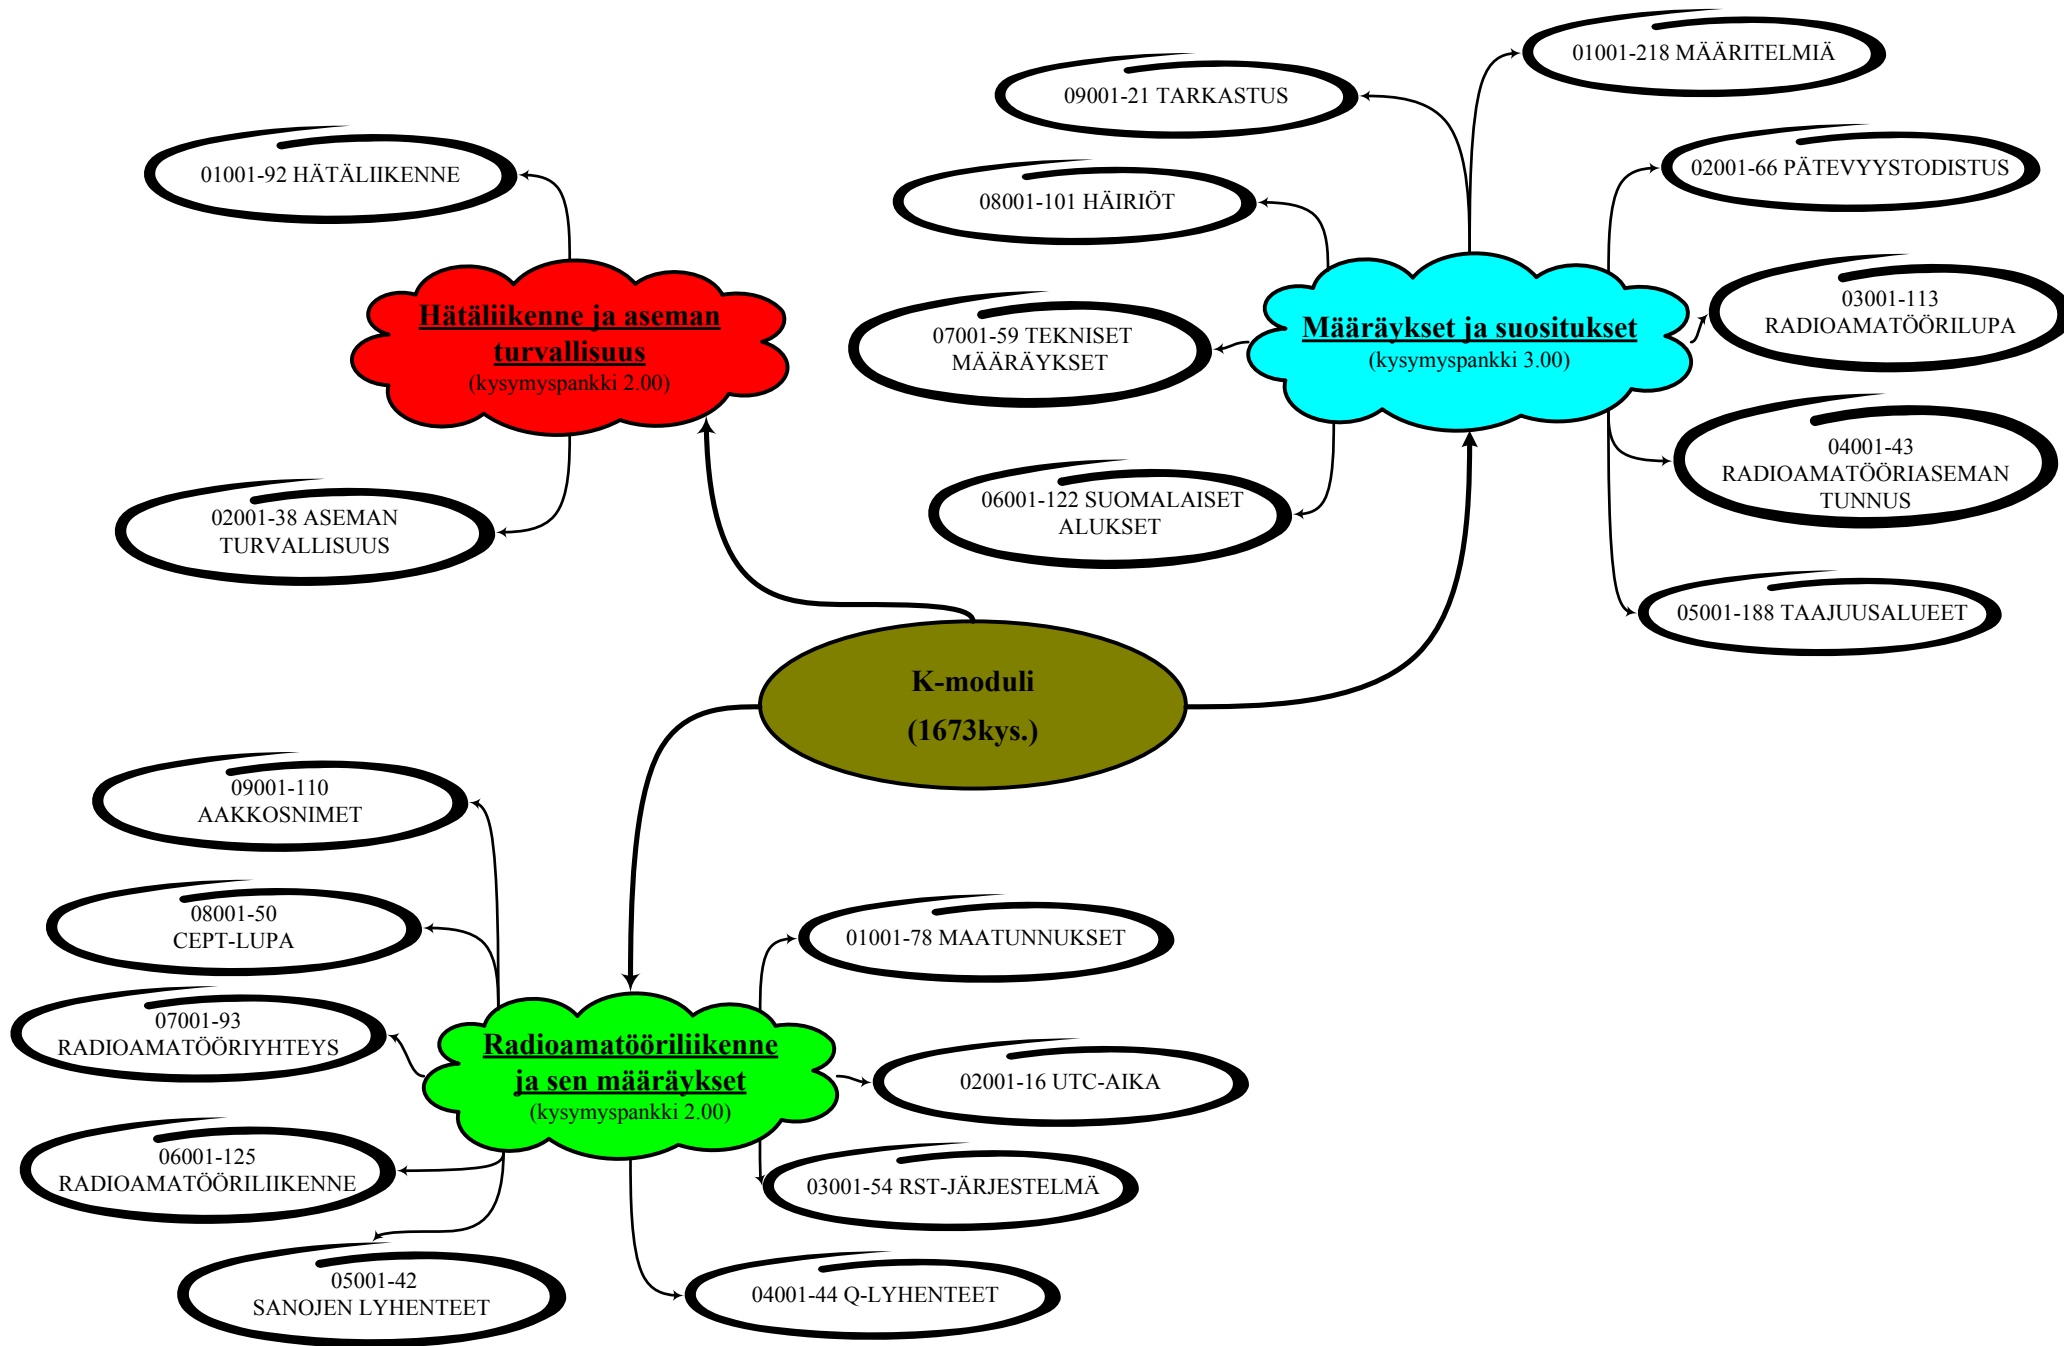 01001-218 MÄÄRITELMIÄ
09001-21 TARKASTUS
02001-66 PÄTEVYYSTODISTUS
01001-92 HÄTÄLIIKENNE
08001-101 HÄIRIÖT
03001-113
RADIOAMATÖÖRILUPA
Hätäliikenne ja aseman
turvallisuus
(kysymyspankki 2.00)
07001-59 TEKNISET
MÄÄRÄYKSET
Määräykset ja suositukset
(kysymyspankki 3.00)
04001-43
RADIOAMATÖÖRIASEMAN
TUNNUS
02001-38 ASEMAN
TURVALLISUUS
06001-122 SUOMALAISET
ALUKSET
05001-188 TAAJUUSALUEET
K-moduli
(1673kys.)
09001-110
AAKKOSNIMET
08001-50
CEPT-LUPA
01001-78 MAATUNNUKSET
07001-93
RADIOAMATÖÖRIYHTEYS
Radioamatööriliikenne
ja sen määräykset
(kysymyspankki 2.00)
02001-16 UTC-AIKA
06001-125
RADIOAMATÖÖRILIIKENNE
03001-54 RST-JÄRJESTELMÄ
05001-42
SANOJEN LYHENTEET
04001-44 Q-LYHENTEET